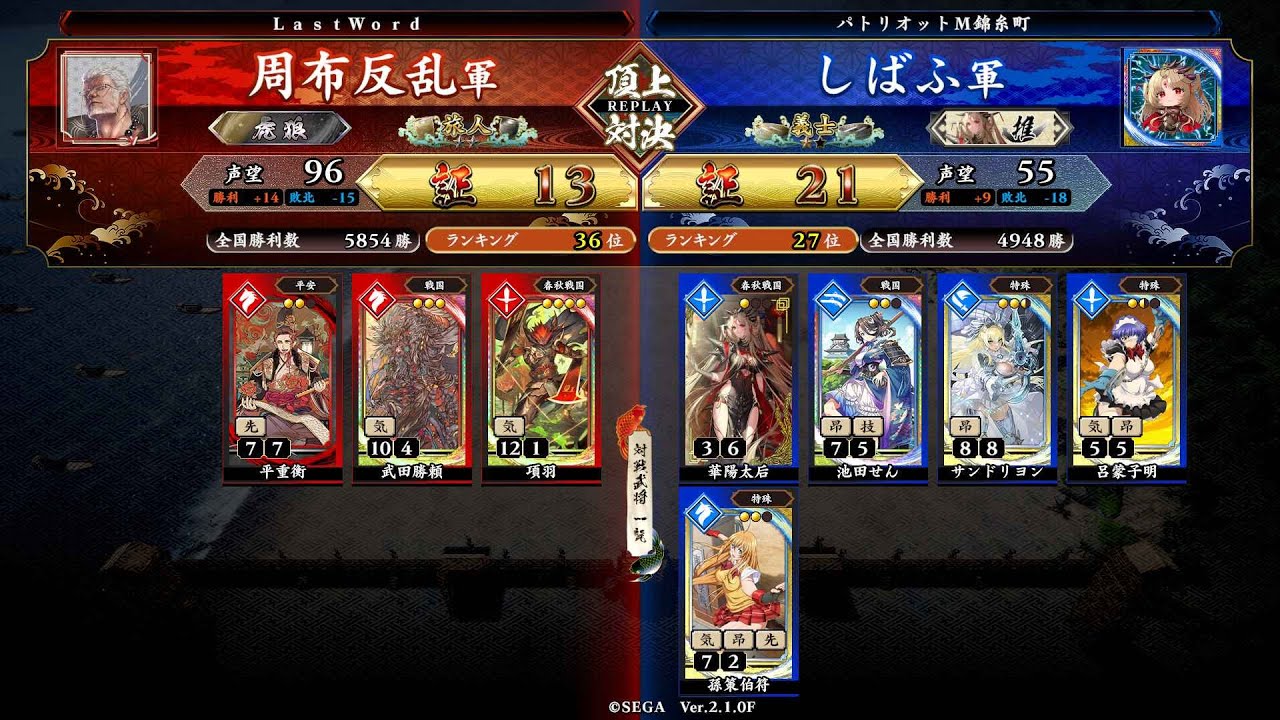 LastWord
パトリオットM錦糸町
周布反乱軍
頂上
REPLAY
対決
しばふ軍
旅人
義士
推
声望 96
勝利 +14 敗北 -15
証 13
証 21
声望 55
勝利 +9 敗北 -18
全国勝利数 5854勝
ランキング 36位
ランキング 27位
全国勝利数 4948勝
平安
先
7 7
平重衡
戦国
気
10 4
武田勝頼
春秋戦国
気
12 1
項羽
対戦武将一覧
春秋戦国
3 6
華陽太后
戦国
昂 技
7 5
池田せん
特殊
昂
8 8
サンドリヨン
特殊
気 昂
5 5
呂蒙子明
特殊
気 昂 先
7 2
孫策伯符
©SEGA Ver.2.1.0F